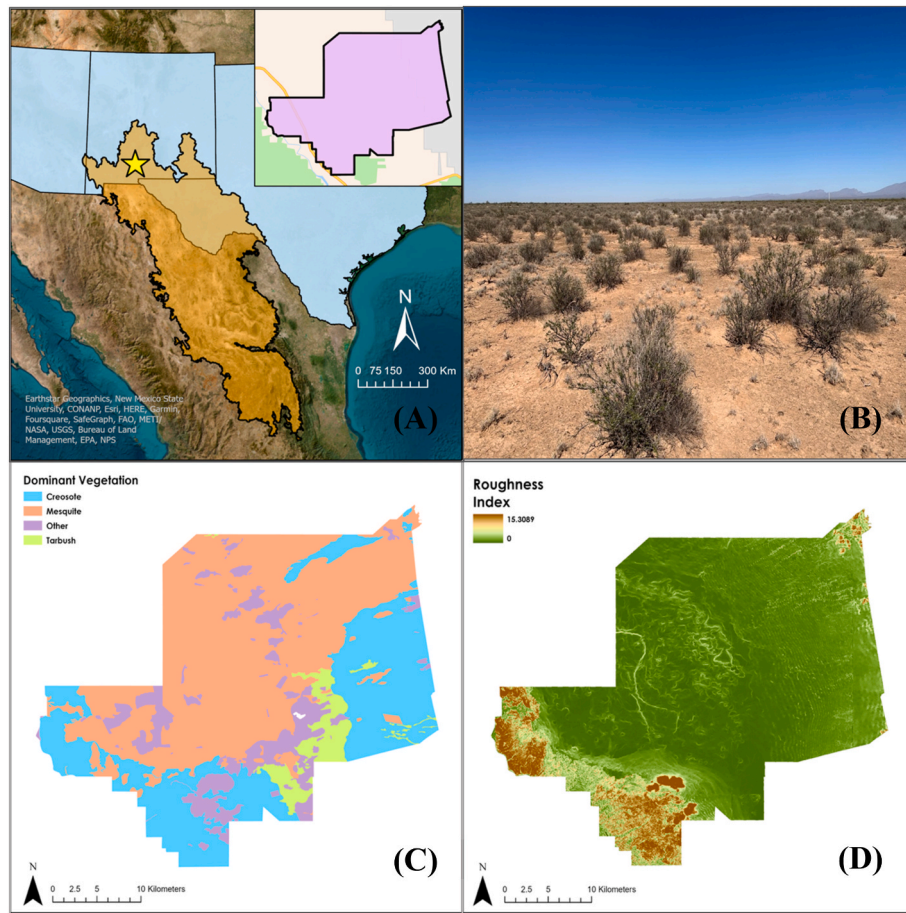 N
0 75 150 300 Km
Earthstar Geographics, New Mexico State
University, CONANP, Esri, HERE, Garmin,
Foursquare, SafeGraph, FAO, METI/
NASA, USGS, Bureau of Land
Management, EPA, NPS
(A)
(B)
Dominant Vegetation
Creosote
Mesquite
Other
Tarbush
N
0 2.5 5 10 Kilometers
(C)
Roughness
Index
15.3089
0
N
0 2.5 5 10 Kilometers
(D)